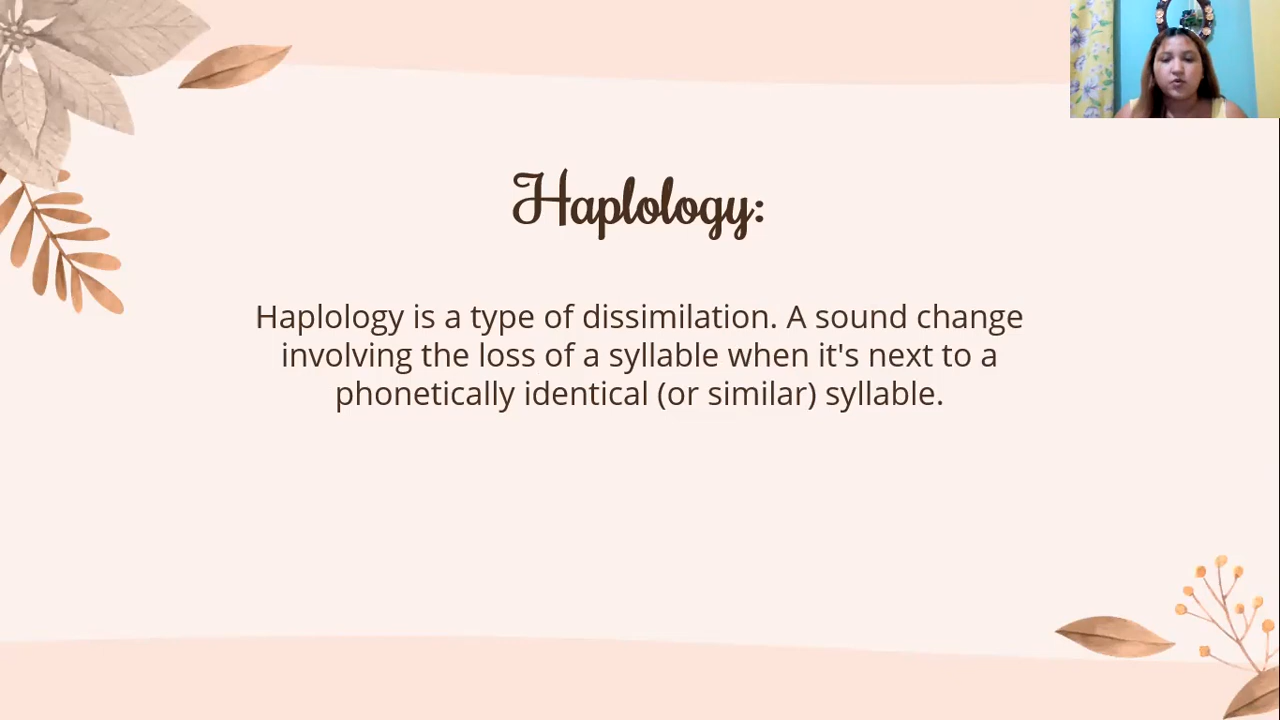 Haplology:
Haplology is a type of dissimilation. A sound change
involving the loss of a syllable when it's next to a
phonetically identical (or similar) syllable.